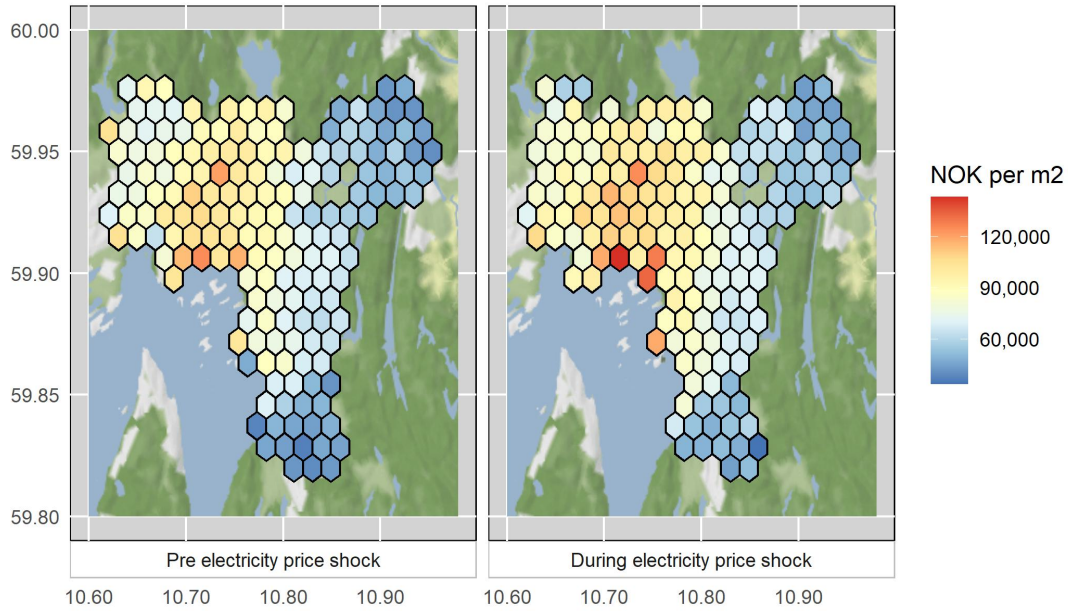 60.00
59.95
59.90
59.85
59.80
NOK per m2
120,000
90,000
60,000
Pre electricity price shock
During electricity price shock
10.60 10.70 10.80 10.90 10.60 10.70 10.80 10.90